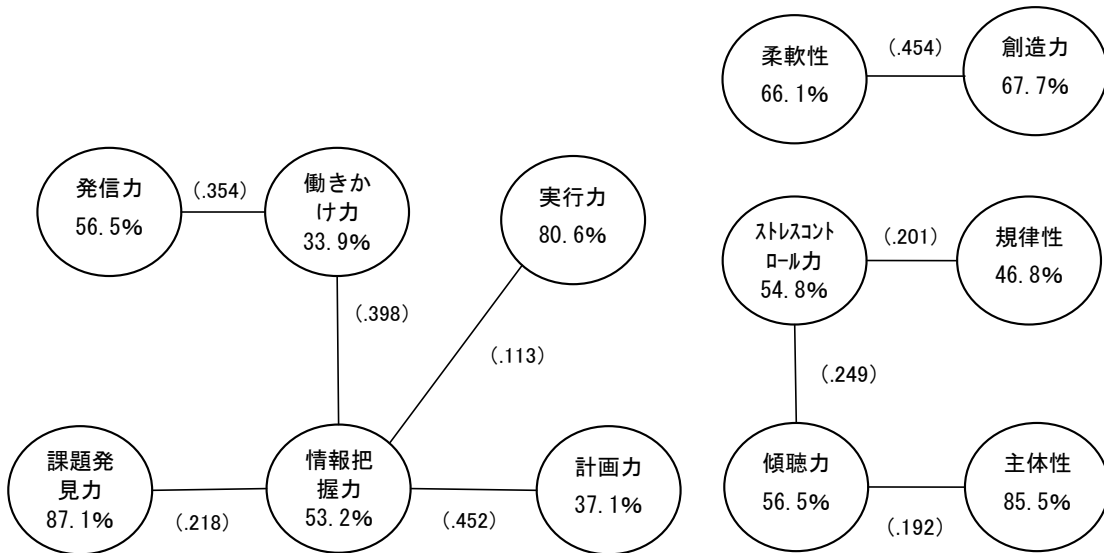 柔軟性
66.1%
(.454)
創造力
67.7%
発信力
56.5%
(.354)
働きか
け力
33.9%
実行力
80.6%
ストレスコント
ロール力
54.8%
(.201)
規律性
46.8%
(.398)
(.113)
(.249)
課題発
見力
87.1%
(.218)
情報把
握力
53.2%
(.452)
計画力
37.1%
傾聴力
56.5%
(.192)
主体性
85.5%